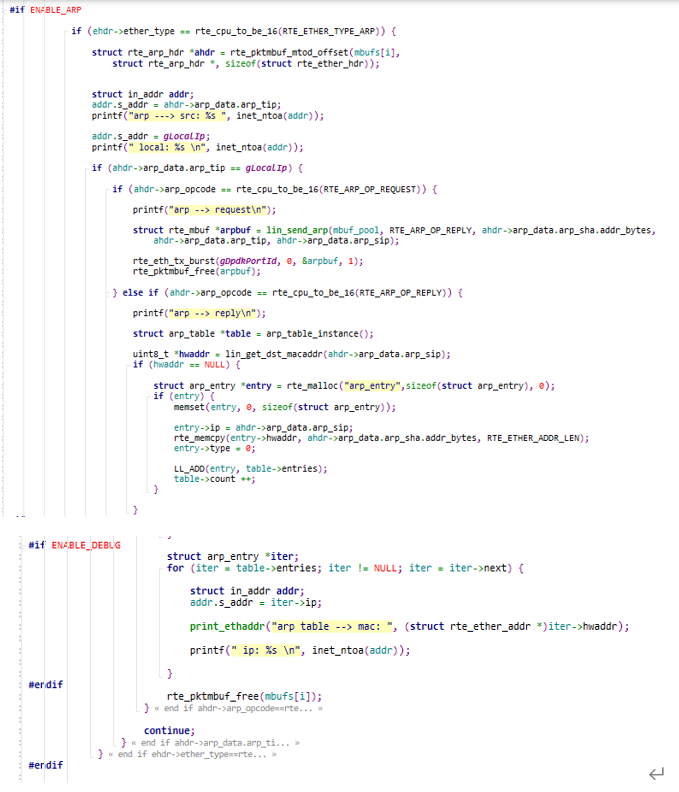 #if ENABLE_ARP
if (ehdr->ether_type == rte_cpu_to_be_16(RTE_ETHER_TYPE_ARP)) {
struct rte_arp_hdr *ahdr = rte_pktmbuf_mtod_offset(mbufs[i],
struct rte_arp_hdr *, sizeof(struct rte_ether_hdr));
struct in_addr addr;
addr.s_addr = ahdr->arp_data.arp_tip;
printf("arp ---> src: %s ", inet_ntoa(addr));
addr.s_addr = gLocalIp;
printf(" local: %s \n", inet_ntoa(addr));
if (ahdr->arp_data.arp_tip == gLocalIp) {
if (ahdr->arp_opcode == rte_cpu_to_be_16(RTE_ARP_OP_REQUEST)) {
printf("arp --> request\n");
struct rte_mbuf *arpbuf = lin_send_arp(mbuf_pool, RTE_ARP_OP_REPLY, ahdr->arp_data.arp_sha.addr_bytes,
ahdr->arp_data.arp_tip, ahdr->arp_data.arp_sip);
rte_eth_tx_burst(gDpdkPortId, 0, &arpbuf, 1);
rte_pktmbuf_free(arpbuf);
} else if (ahdr->arp_opcode == rte_cpu_to_be_16(RTE_ARP_OP_REPLY)) {
printf("arp --> reply\n");
struct arp_table *table = arp_table_instance();
uint8_t *hwaddr = lin_get_dst_macaddr(ahdr->arp_data.arp_sip);
if (hwaddr == NULL) {
struct arp_entry *entry = rte_malloc("arp_entry",sizeof(struct arp_entry), 0);
if (entry) {
memset(entry, 0, sizeof(struct arp_entry));
entry->ip = ahdr->arp_data.arp_sip;
rte_memcpy(entry->hwaddr, ahdr->arp_data.arp_sha.addr_bytes, RTE_ETHER_ADDR_LEN);
entry->type = 0;
LL_ADD(entry, table->entries);
table->count ++;
}
}
#if ENABLE_DEBUG
struct arp_entry *iter;
for (iter = table->entries; iter != NULL; iter = iter->next) {
struct in_addr addr;
addr.s_addr = iter->ip;
print_ethaddr("arp table --> mac: ", (struct rte_ether_addr *)iter->hwaddr);
printf(" ip: %s \n", inet_ntoa(addr));
}
#endif
rte_pktmbuf_free(mbufs[i]);
} « end if ahdr->arp_opcode==rte... »
continue;
} « end if ahdr->arp_data.arp_ti... »
} « end if ehdr->ether_type==rte... »
#endif